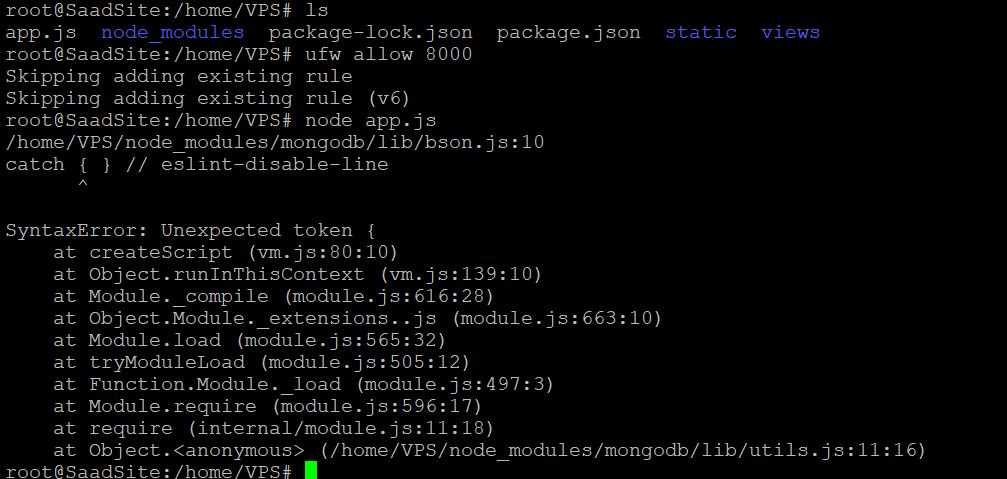 root@SaadSite:/home/VPS# ls
app.js  node_modules  package-lock.json  package.json  static  views
root@SaadSite:/home/VPS# ufw allow 8000
Skipping adding existing rule
Skipping adding existing rule (v6)
root@SaadSite:/home/VPS# node app.js
/home/VPS/node_modules/mongodb/lib/bson.js:10
catch { } // eslint-disable-line
      ^
SyntaxError: Unexpected token {
    at createScript (vm.js:80:10)
    at Object.runInThisContext (vm.js:139:10)
    at Module._compile (module.js:616:28)
    at Object.Module._extensions..js (module.js:663:10)
    at Module.load (module.js:565:32)
    at tryModuleLoad (module.js:505:12)
    at Function.Module._load (module.js:497:3)
    at Module.require (module.js:596:17)
    at require (internal/module.js:11:18)
    at Object.<anonymous> (/home/VPS/node_modules/mongodb/lib/utils.js:11:16)
root@SaadSite:/home/VPS#